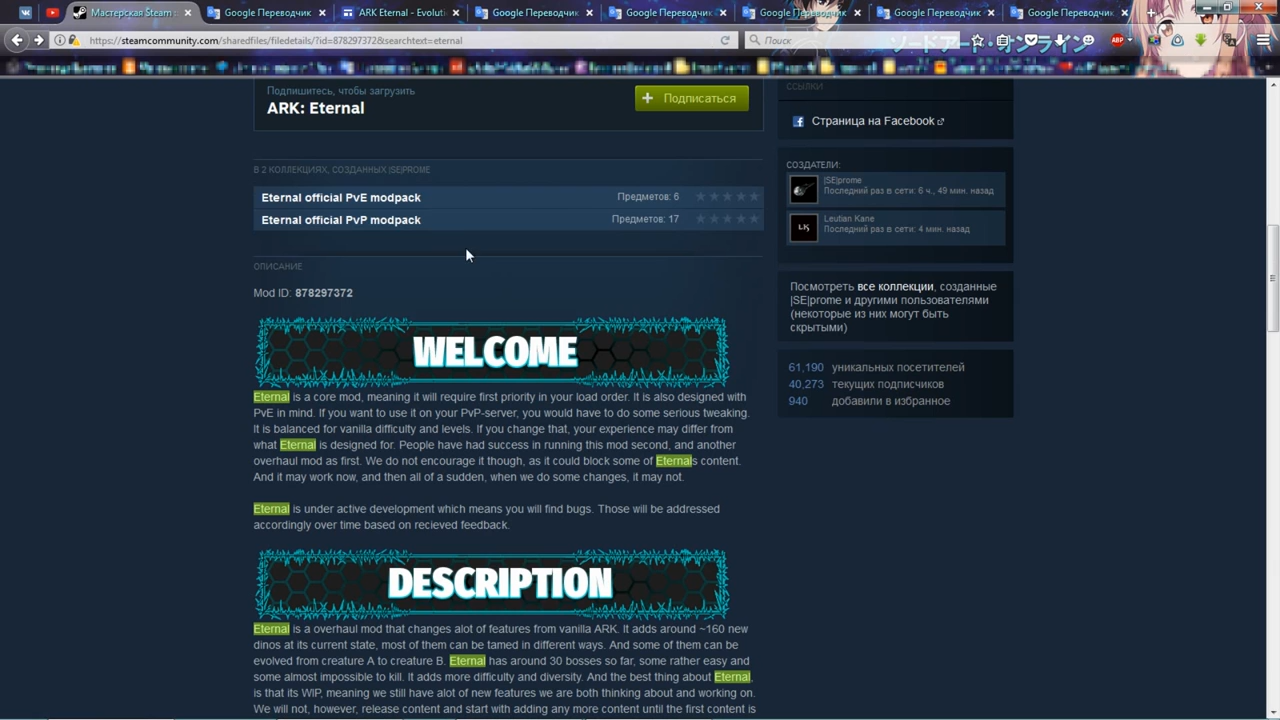 Мастерская Steam ::
Google Переводчик
ARK Eternal - Evoluti...
Google Переводчик
Google Переводчик
Google Переводчик
Google Переводчик
Google Переводчик
https://steamcommunity.com/sharedfiles/filedetails/?id=878297372&searchtext=eternal
Поиск
ソードアート・オンライン
ABP
Подпишитесь, чтобы загрузить
ARK: Eternal
Подписаться
В 2 КОЛЛЕКЦИЯХ, СОЗДАННЫХ |SE|PROME
Eternal official PvE modpack
Предметов: 6
Eternal official PvP modpack
Предметов: 17
ОПИСАНИЕ
Mod ID: 878297372
WELCOME
Eternal is a core mod, meaning it will require first priority in your load order. It is also designed with
PvE in mind. If you want to use it on your PvP-server, you would have to do some serious tweaking.
It is balanced for vanilla difficulty and levels. If you change that, your experience may differ from
what Eternal is designed for. People have had success in running this mod second, and another
overhaul mod as first. We do not encourage it though, as it could block some of Eternals content.
And it may work now, and then all of a sudden, when we do some changes, it may not.
Eternal is under active development which means you will find bugs. Those will be addressed
accordingly over time based on recieved feedback.
DESCRIPTION
Eternal is a overhaul mod that changes alot of features from vanilla ARK. It adds around ~160 new
dinos at its current state, most of them can be tamed in different ways. And some of them can be
evolved from creature A to creature B. Eternal has around 30 bosses so far, some rather easy and
some almost impossible to kill. It adds more difficulty and diversity. And the best thing about Eternal,
is that its WIP, meaning we still have alot of new features we are both thinking about and working on.
We will not, however, release content and start with adding any more content until the first content is
ССЫЛКИ
Страница на Facebook
СОЗДАТЕЛИ:
|SE|prome
Последний раз в сети: 6 ч., 49 мин. назад
LK
Leutian Kane
Последний раз в сети: 4 мин. назад
Посмотреть все коллекции, созданные
|SE|prome и другими пользователями
(некоторые из них могут быть
скрытыми)
61,190 уникальных посетителей
40,273 текущих подписчиков
940 добавили в избранное